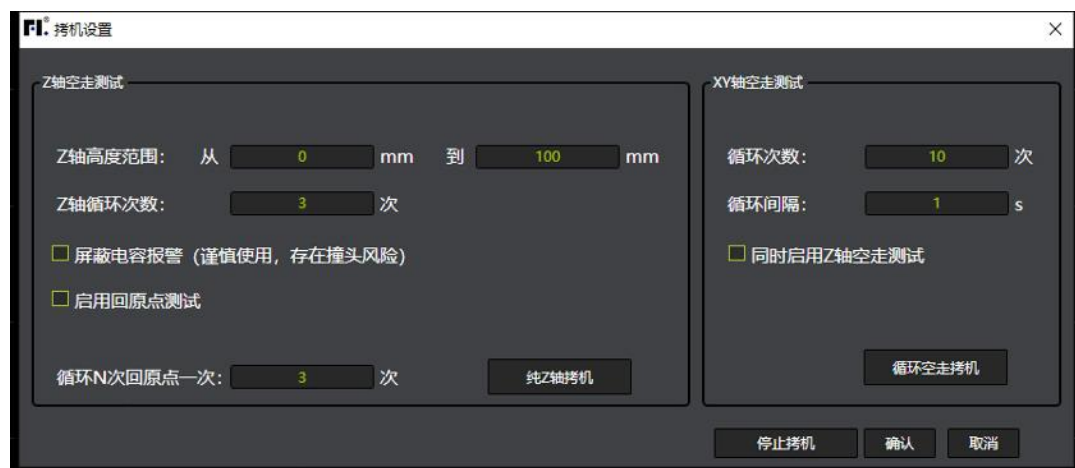 FI.® 拷机设置
Z轴空走测试
Z轴高度范围： 从 0 mm 到 100 mm
Z轴循环次数： 3 次
屏蔽电容报警（谨慎使用，存在撞头风险）
启用回原点测试
循环N次回原点一次： 3 次 纯Z轴拷机
XY轴空走测试
循环次数： 10 次
循环间隔： 1 s
同时启用Z轴空走测试
循环空走拷机
停止拷机 确认 取消